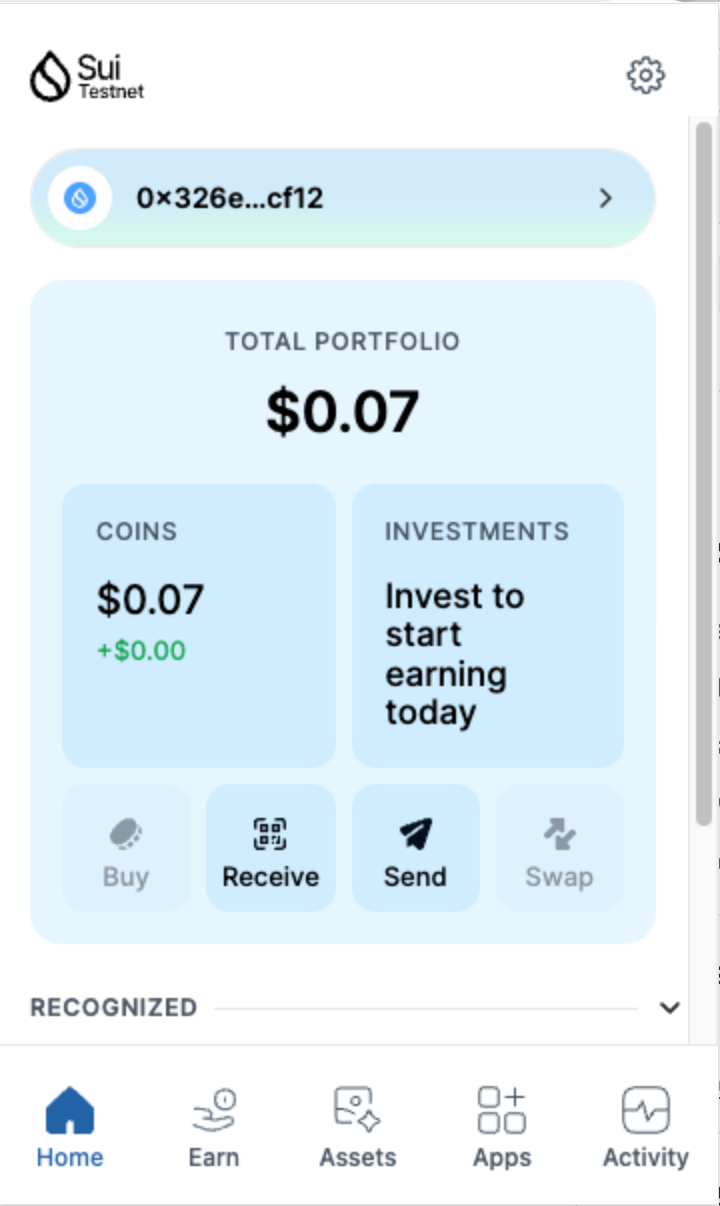 Sui
Testnet
0×326e...cf12
TOTAL PORTFOLIO
$0.07
COINS
$0.07
+$0.00
INVESTMENTS
Invest to
start
earning
today
Buy
Receive
Send
Swap
RECOGNIZED
Home
Earn
Assets
Apps
Activity